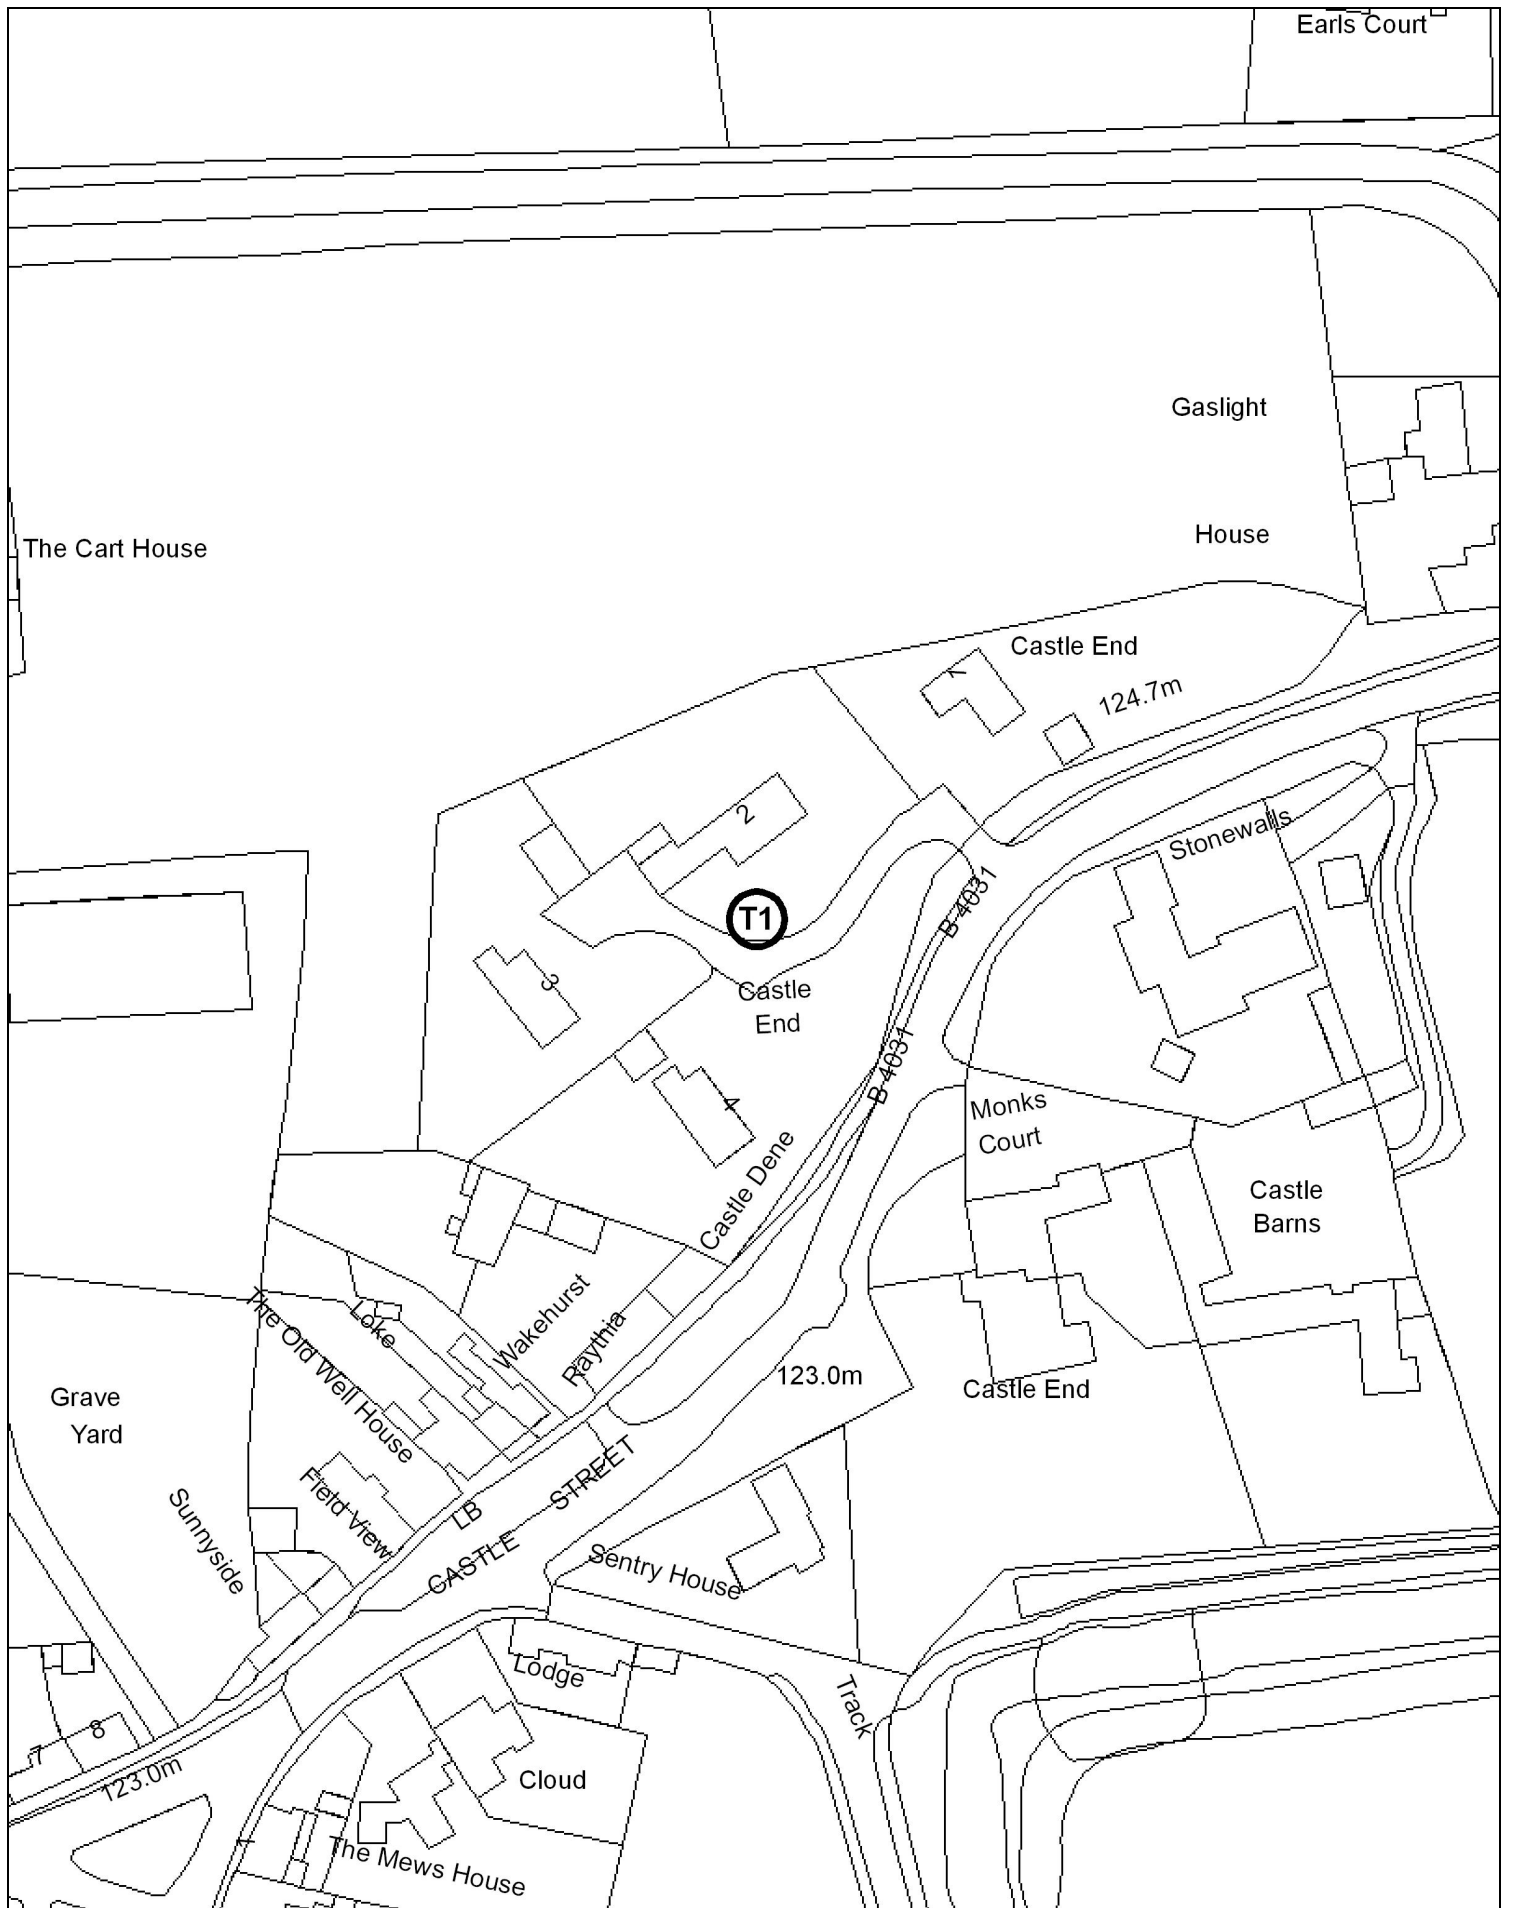 Earls Court
Gaslight
The Cart House
House
Castle End
1
124.7m
2
Stonewalls
T1
B 4031
3
Castle
End
B 4031
4
Monks
Court
Castle Dene
Castle
Barns
Wakehurst
Loke
The Old Well House
Raythia
123.0m
Castle End
Grave
Yard
Field View
STREET
LB
Sunnyside
CASTLE
Sentry House
Lodge
Track
8
7
123.0m
Cloud
1
The Mews House